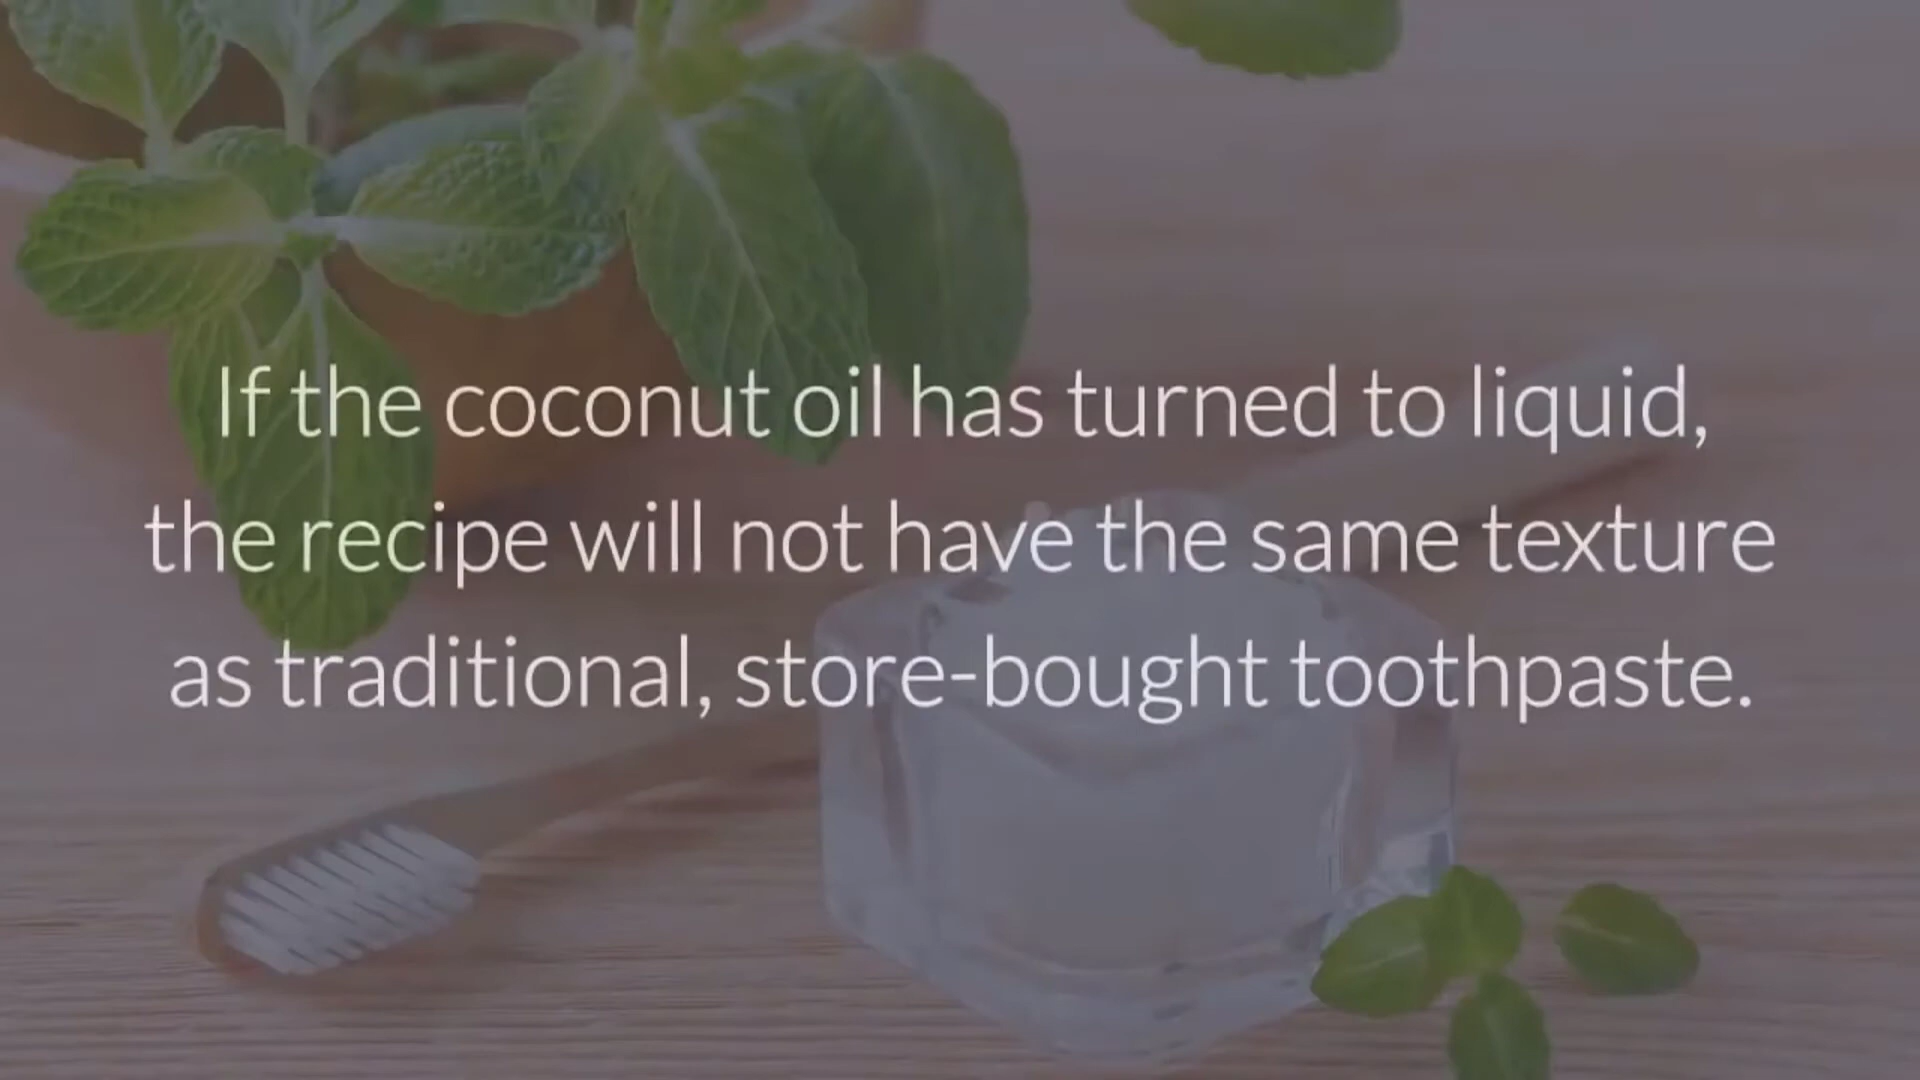 If the coconut oil has turned to liquid,
the recipe will not have the same texture
as traditional, store-bought toothpaste.